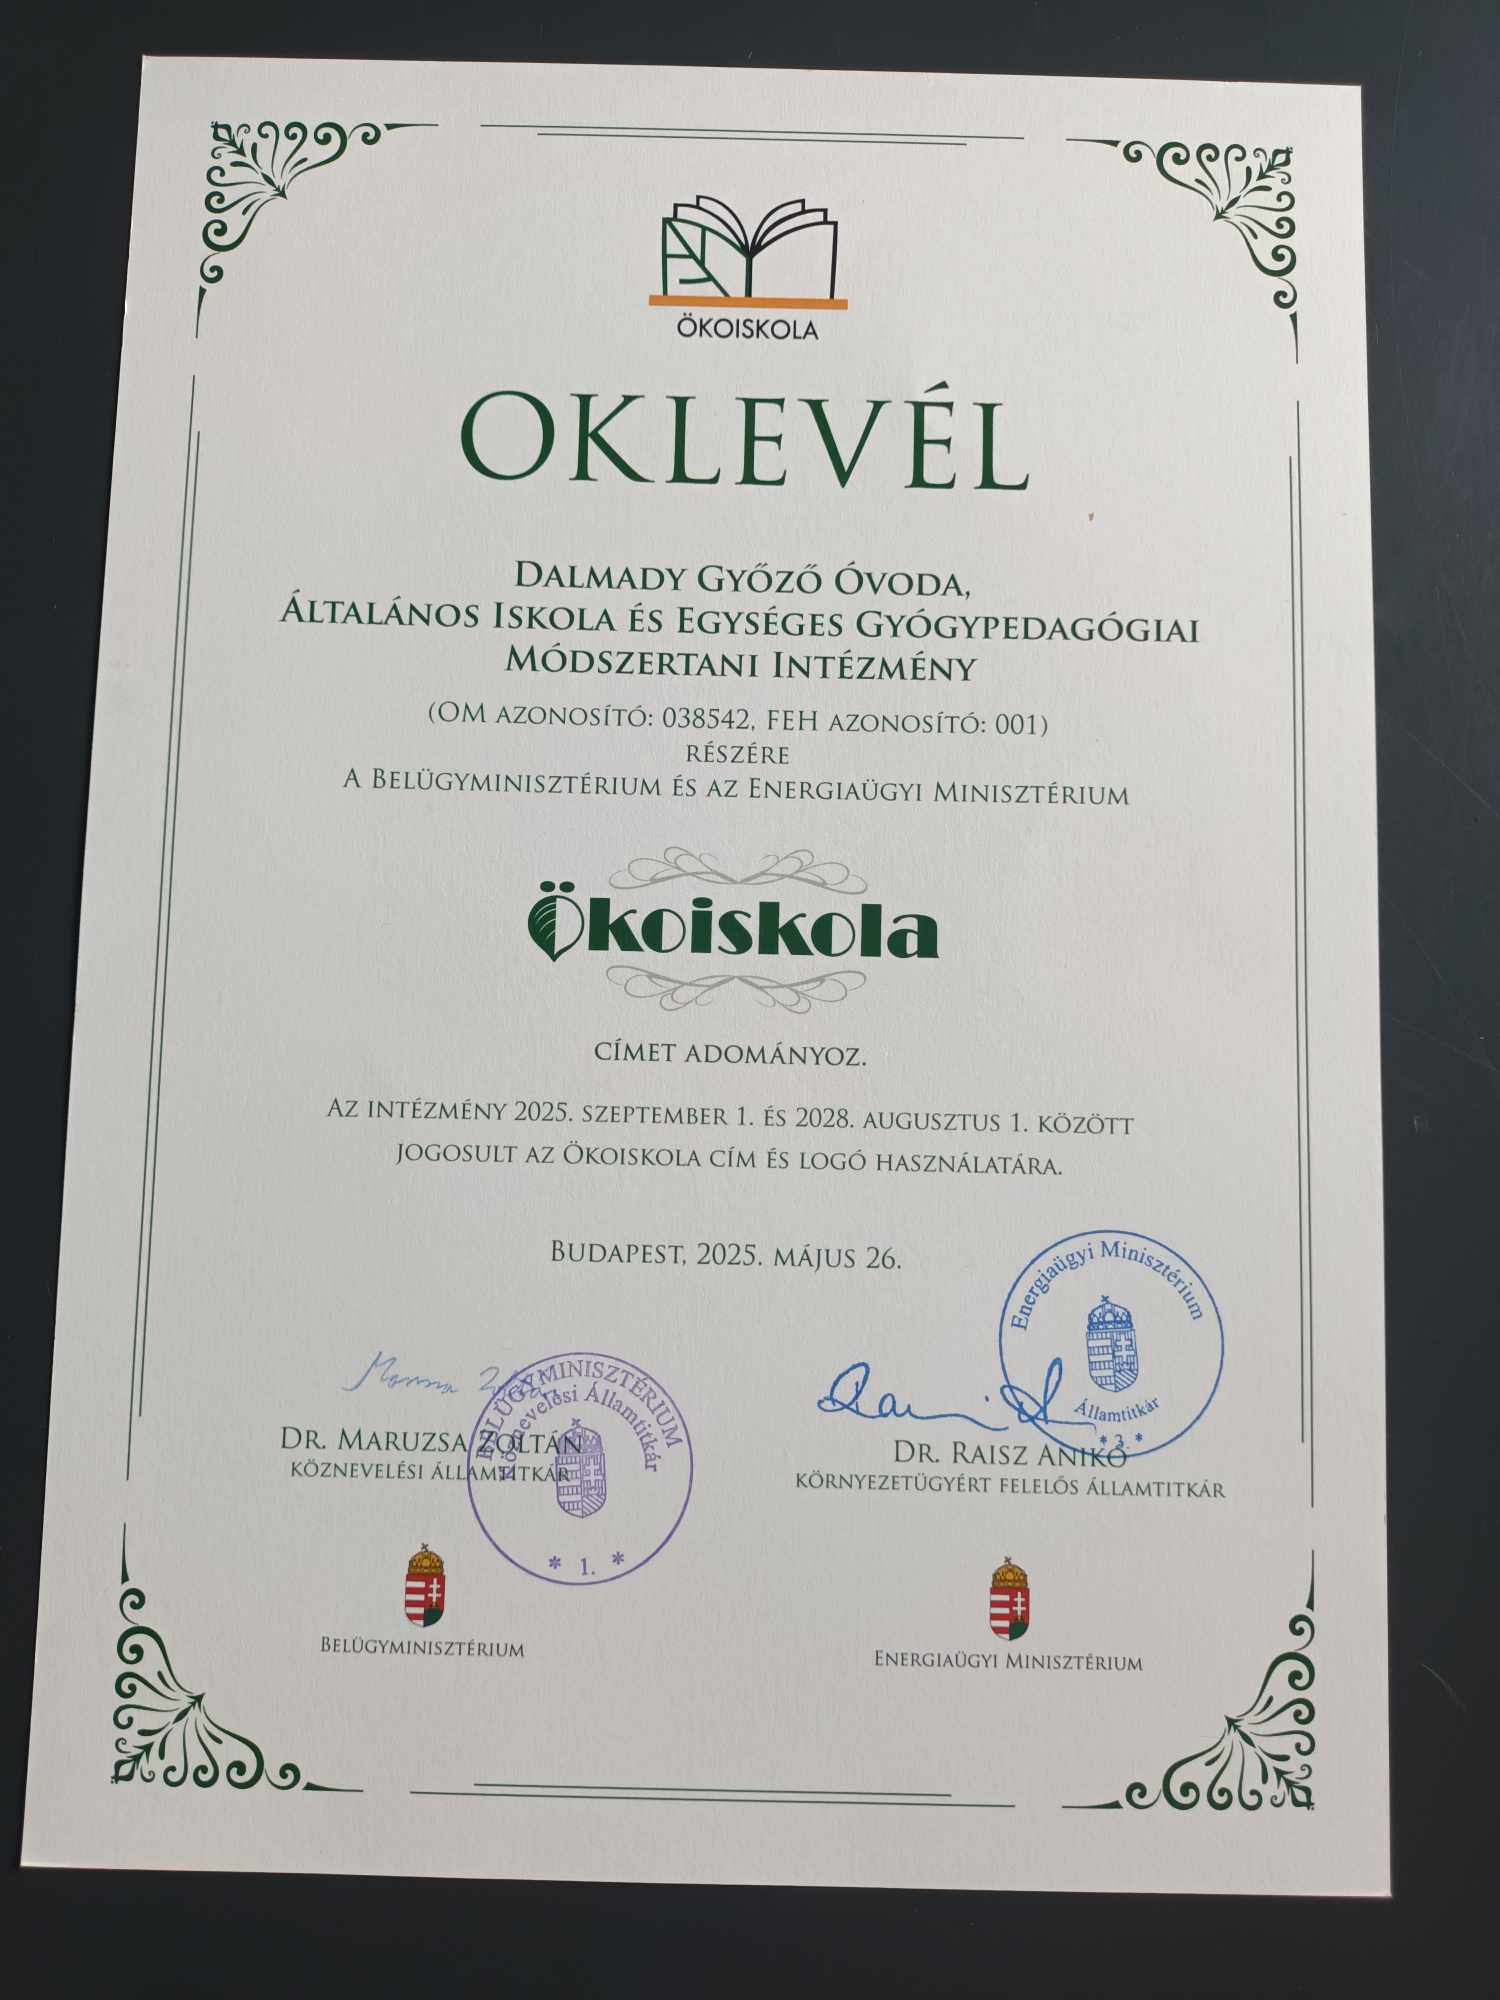 ÖKOISKOLA
OKLEVÉL
DALMADY GYŐZŐ ÓVODA,
ÁLTALÁNOS ISKOLA ÉS EGYSÉGES GYÓGYPEDAGÓGIAI
MÓDSZERTANI INTÉZMÉNY
(OM AZONOSÍTÓ: 038542, FEH AZONOSÍTÓ: 001)
RÉSZÉRE
A BELÜGYMINISZTÉRIUM ÉS AZ ENERGIAÜGYI MINISZTÉRIUM
Ökoiskola
CÍMET ADOMÁNYOZ.
AZ INTÉZMÉNY 2025. SZEPTEMBER 1. ÉS 2028. AUGUSZTUS 1. KÖZÖTT
JOGOSULT AZ ÖKOISKOLA CÍM ÉS LOGÓ HASZNÁLATÁRA.
BUDAPEST, 2025. MÁJUS 26.
Energiaügyi Minisztérium
Államtitkár
* 3. *
BELÜGYMINISZTÉRIUM
Köznevelési Államtitkár
* 1. *
DR. MARUZSA ZOLTÁN
KÖZNEVELÉSI ÁLLAMTITKÁR
DR. RAISZ ANIKÓ
KÖRNYEZETÜGYÉRT FELELŐS ÁLLAMTITKÁR
BELÜGYMINISZTÉRIUM
ENERGIAÜGYI MINISZTÉRIUM